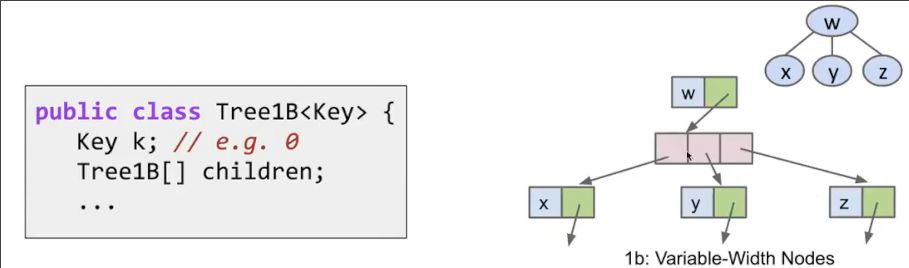 public class Tree1B<Key> {
Key k; // e.g. 0
Tree1B[] children;
...
w
x y z
w
x y z
1b: Variable-Width Nodes